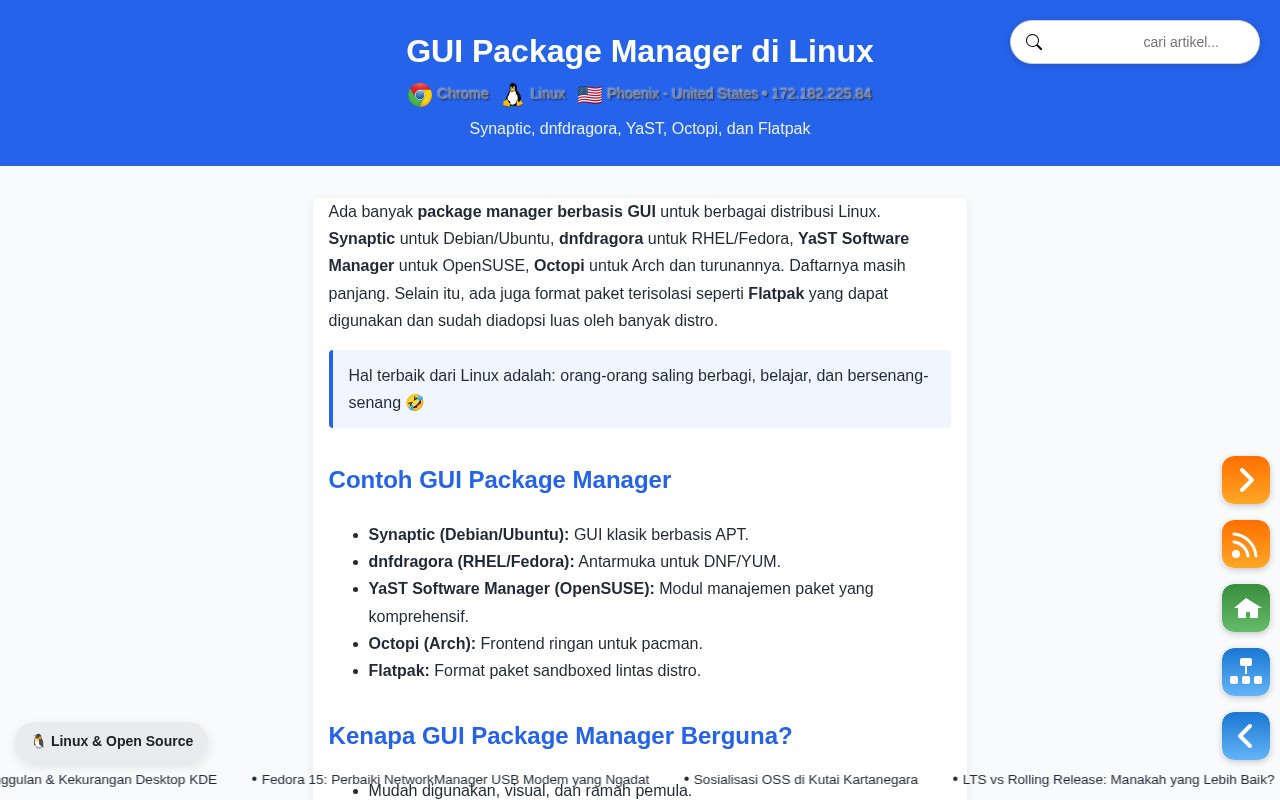 GUI Package Manager di Linux
cari artikel...
Chrome Linux Phoenix - United States • 172.182.225.84
Synaptic, dnfdragora, YaST, Octopi, dan Flatpak
Ada banyak package manager berbasis GUI untuk berbagai distribusi Linux.
Synaptic untuk Debian/Ubuntu, dnfdragora untuk RHEL/Fedora, YaST Software
Manager untuk OpenSUSE, Octopi untuk Arch dan turunannya. Daftarnya masih
panjang. Selain itu, ada juga format paket terisolasi seperti Flatpak yang dapat
digunakan dan sudah diadopsi luas oleh banyak distro.
Hal terbaik dari Linux adalah: orang-orang saling berbagi, belajar, dan bersenang-
senang 🤣
Contoh GUI Package Manager
• Synaptic (Debian/Ubuntu): GUI klasik berbasis APT.
• dnfdragora (RHEL/Fedora): Antarmuka untuk DNF/YUM.
• YaST Software Manager (OpenSUSE): Modul manajemen paket yang
komprehensif.
• Octopi (Arch): Frontend ringan untuk pacman.
• Flatpak: Format paket sandboxed lintas distro.
Kenapa GUI Package Manager Berguna?
🐧 Linux & Open Source
ggulan & Kekurangan Desktop KDE • Fedora 15: Perbaiki NetworkManager USB Modem yang Ngadat • Sosialisasi OSS di Kutai Kartanegara • LTS vs Rolling Release: Manakah yang Lebih Baik?
• Mudah digunakan, visual, dan ramah pemula.